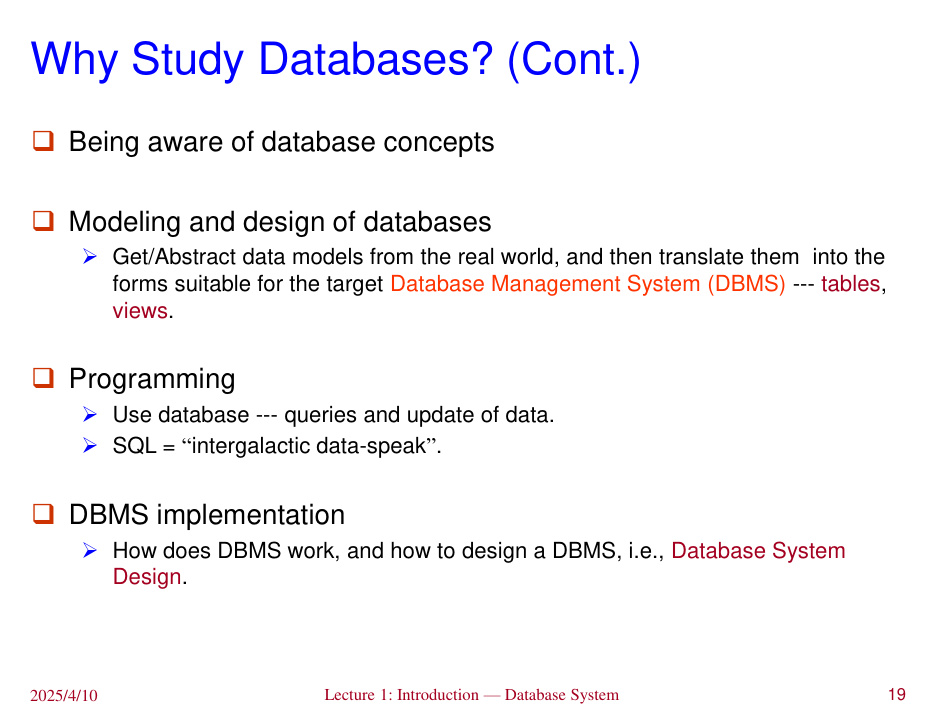 Why Study Databases? (Cont.)
❑ Being aware of database concepts
❑ Modeling and design of databases
➢ Get/Abstract data models from the real world, and then translate them  into the
forms suitable for the target Database Management System (DBMS) --- tables,
views.
❑ Programming
➢ Use database --- queries and update of data.
➢ SQL = “intergalactic data-speak”.
❑ DBMS implementation
➢ How does DBMS work, and how to design a DBMS, i.e., Database System
Design.
2025/4/10 Lecture 1: Introduction — Database System 19